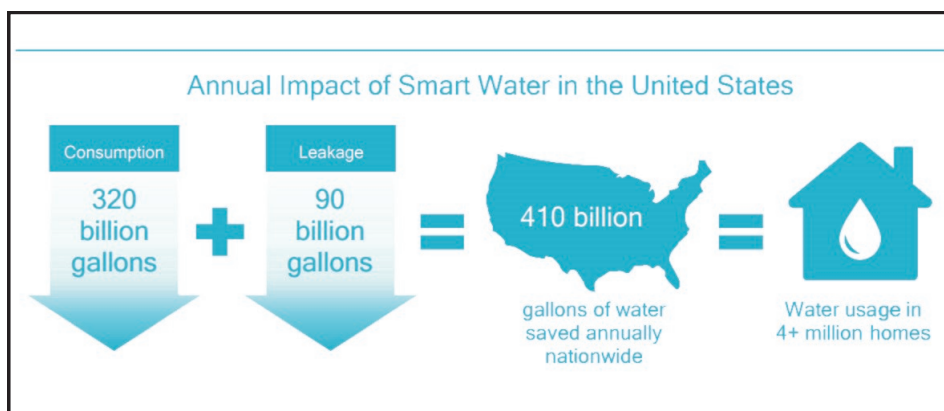 Annual Impact of Smart Water in the United States
Consumption
320
billion
gallons
Leakage
90
billion
gallons
410 billion
gallons of water
saved annually
nationwide
Water usage in
4+ million homes